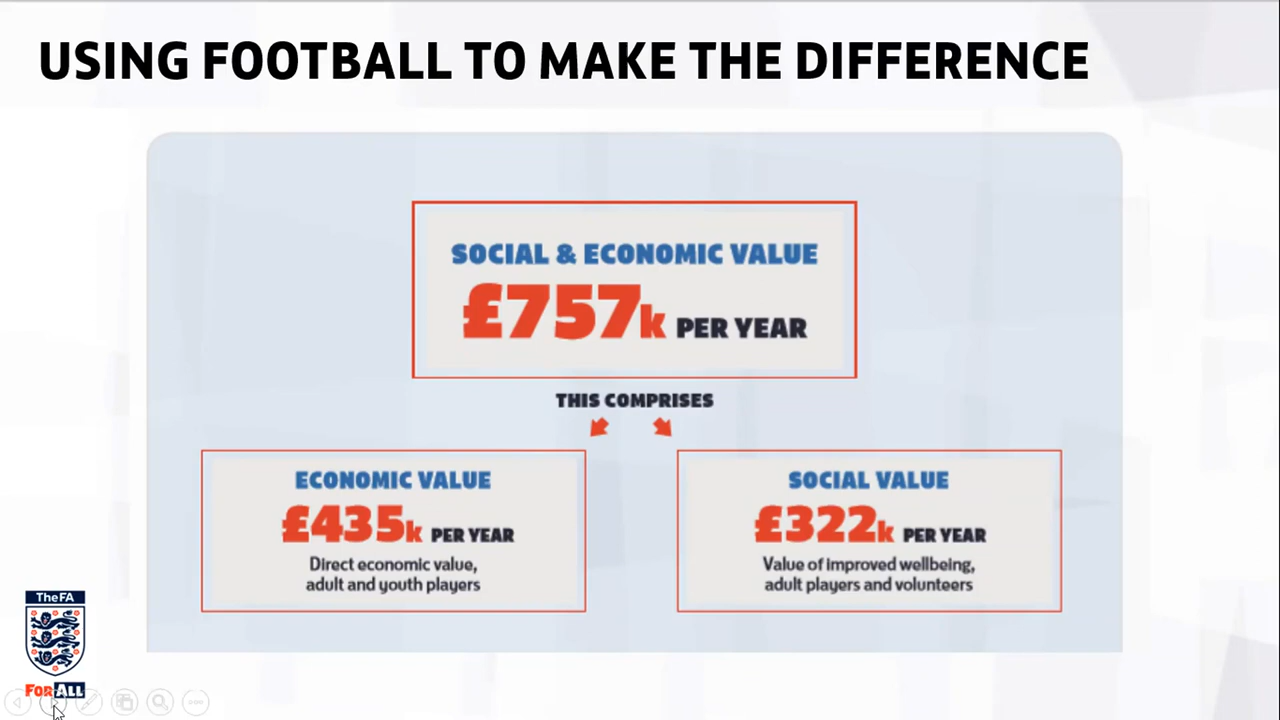 USING FOOTBALL TO MAKE THE DIFFERENCE
SOCIAL & ECONOMIC VALUE
£757k PER YEAR
THIS COMPRISES
ECONOMIC VALUE
£435k PER YEAR
Direct economic value,
adult and youth players
SOCIAL VALUE
£322k PER YEAR
Value of improved wellbeing,
adult players and volunteers
TheFA
FORALL